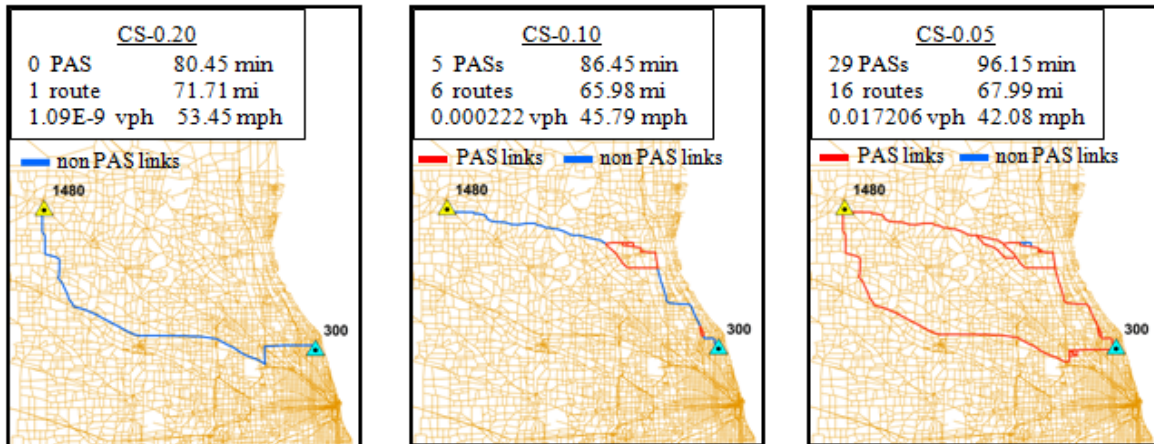 CS-0.20
0 PAS 80.45 min
1 route 71.71 mi
1.09E-9 vph 53.45 mph
non PAS links
1480
300
CS-0.10
5 PASs 86.45 min
6 routes 65.98 mi
0.000222 vph 45.79 mph
PAS links non PAS links
1480
300
CS-0.05
29 PASs 96.15 min
16 routes 67.99 mi
0.017206 vph 42.08 mph
PAS links non PAS links
1480
300